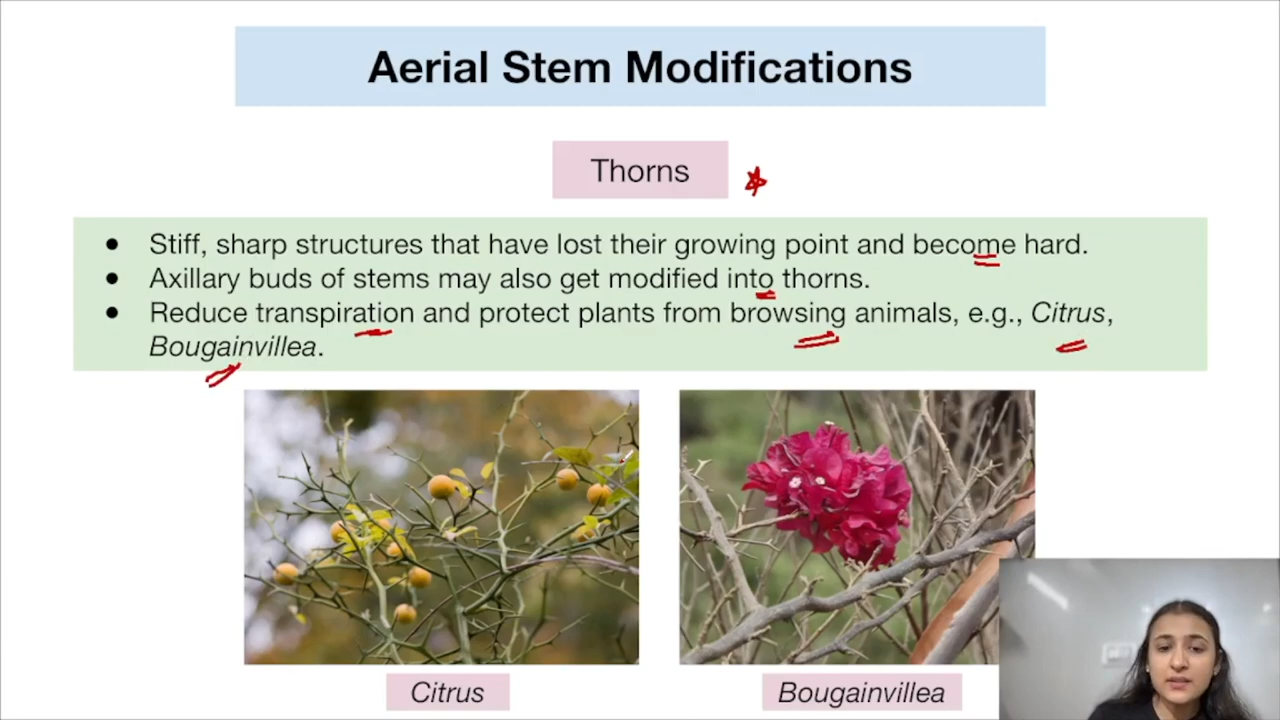 Aerial Stem Modifications
Thorns
● Stiff, sharp structures that have lost their growing point and become hard.
● Axillary buds of stems may also get modified into thorns.
● Reduce transpiration and protect plants from browsing animals, e.g., Citrus,
Bougainvillea.
Citrus
Bougainvillea